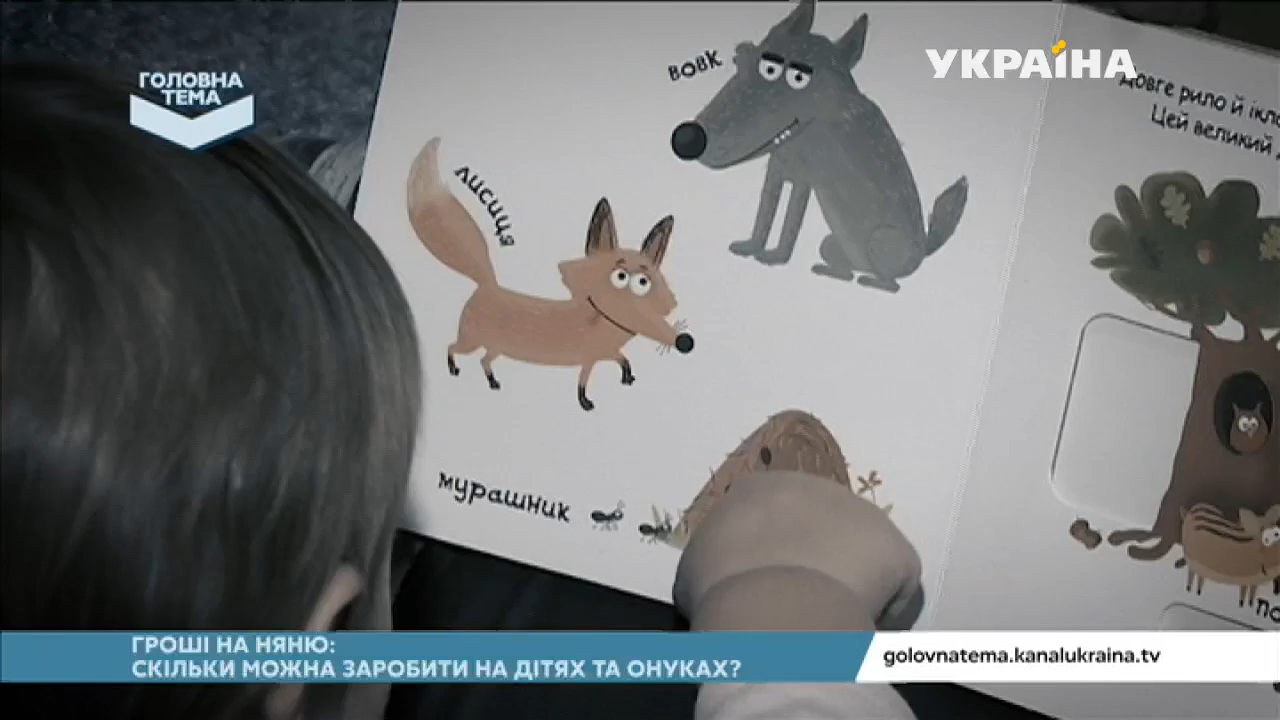 ГОЛОВНА
ТЕМА
УКРАЇНА
вовк
лисиця
мурашник
Довге рило й
Цей великий
ГРОШІ НА НЯНЮ:
СКІЛЬКИ МОЖНА ЗАРОБИТИ НА ДІТЯХ ТА ОНУКАХ?
golovnatema.kanalukraina.tv